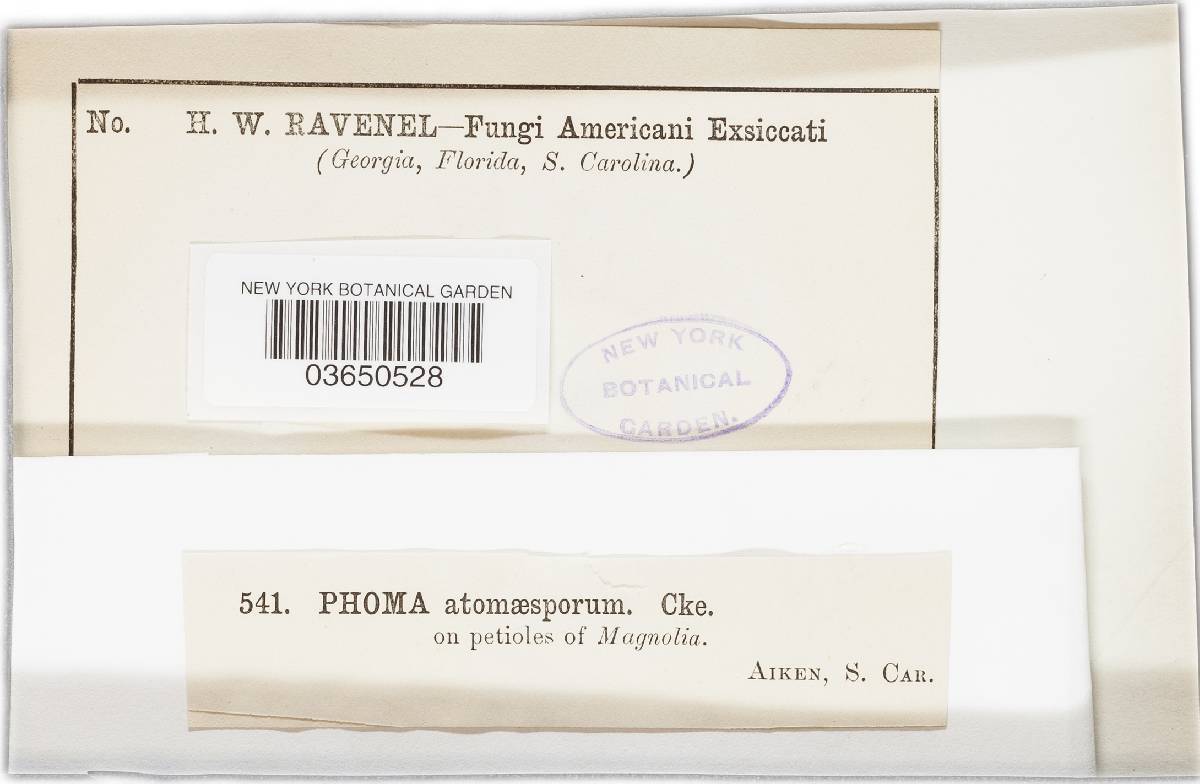 No. H. W. RAVENEL—Fungi Americani Exsiccati
(Georgia, Florida, S. Carolina.)
NEW YORK BOTANICAL GARDEN
03650528
NEW YORK
BOTANICAL
GARDEN.
541. PHOMA atomæsporum. Cke.
on petioles of Magnolia.
AIKEN, S. CAR.